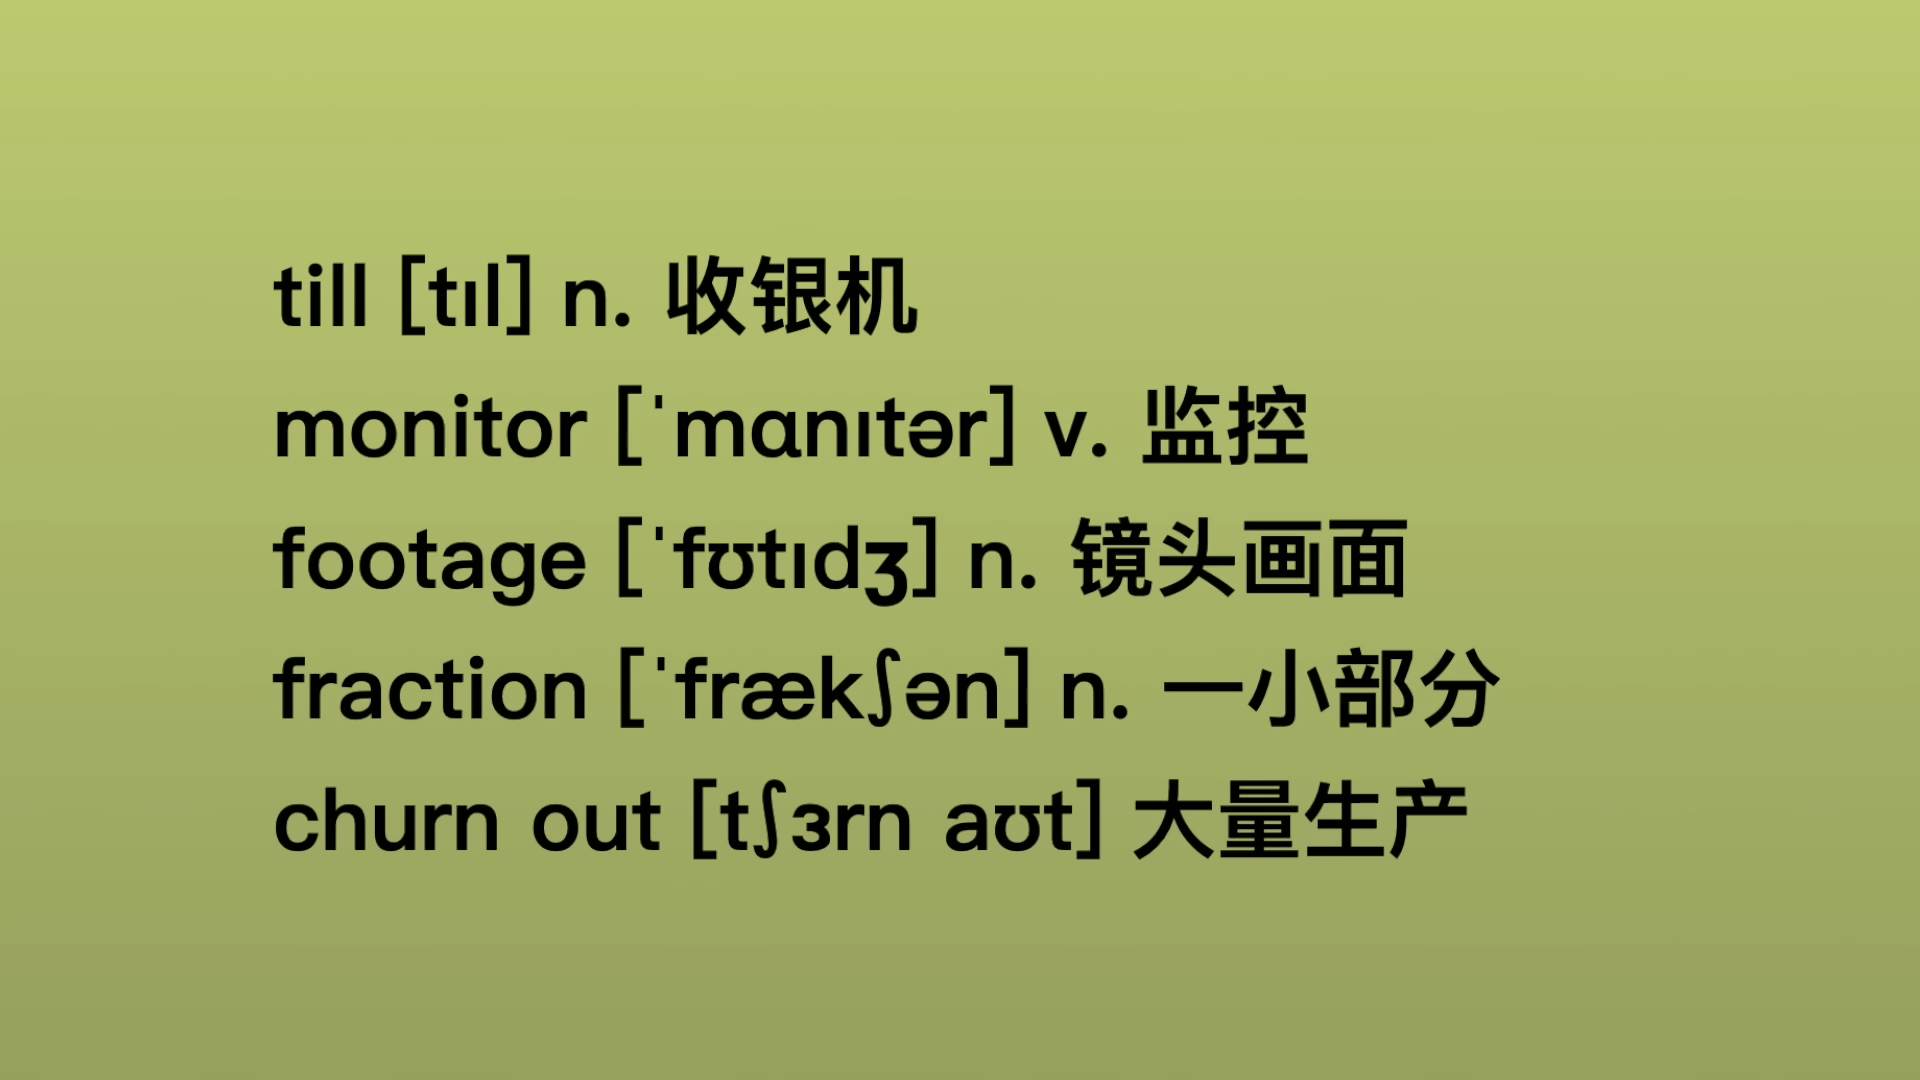 till [tɪl] n. 收银机
monitor [ˈmɑnɪtər] v. 监控
footage [ˈfʊtɪdʒ] n. 镜头画面
fraction [ˈfrækʃən] n. 一小部分
churn out [tʃɜrn aʊt] 大量生产